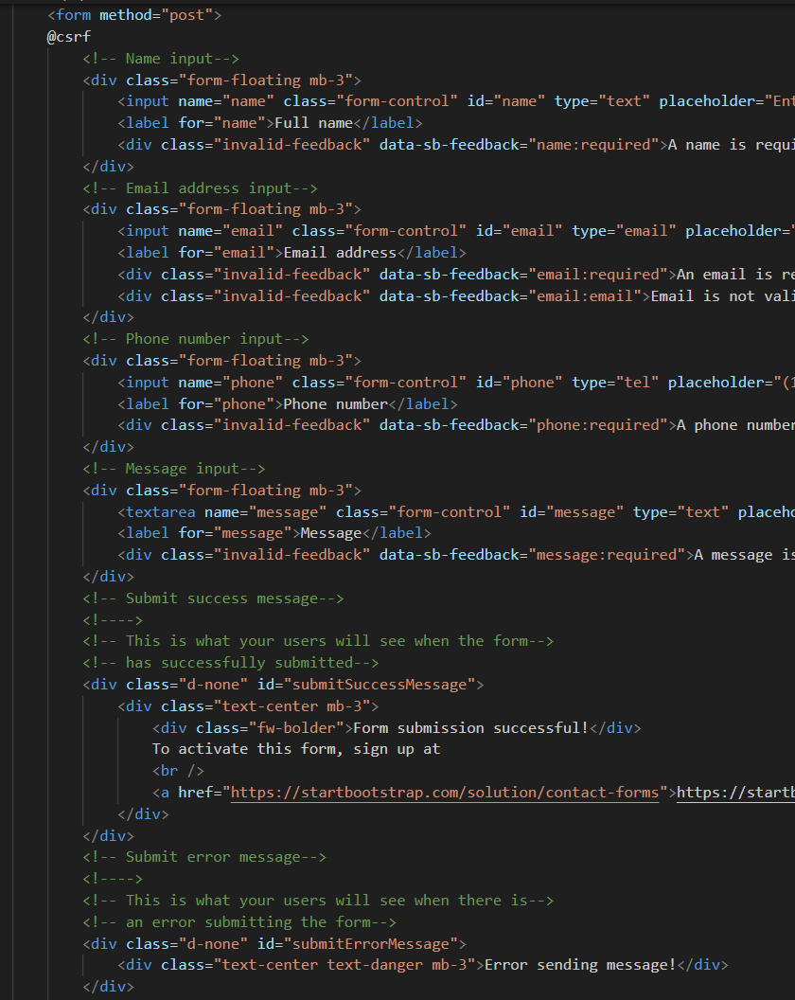 <form method="post">
@csrf
<!-- Name input-->
<div class="form-floating mb-3">
<input name="name" class="form-control" id="name" type="text" placeholder="Ent
<label for="name">Full name</label>
<div class="invalid-feedback" data-sb-feedback="name:required">A name is requi
</div>
<!-- Email address input-->
<div class="form-floating mb-3">
<input name="email" class="form-control" id="email" type="email" placeholder="
<label for="email">Email address</label>
<div class="invalid-feedback" data-sb-feedback="email:required">An email is re
<div class="invalid-feedback" data-sb-feedback="email:email">Email is not vali
</div>
<!-- Phone number input-->
<div class="form-floating mb-3">
<input name="phone" class="form-control" id="phone" type="tel" placeholder="(1
<label for="phone">Phone number</label>
<div class="invalid-feedback" data-sb-feedback="phone:required">A phone number
</div>
<!-- Message input-->
<div class="form-floating mb-3">
<textarea name="message" class="form-control" id="message" type="text" placeho
<label for="message">Message</label>
<div class="invalid-feedback" data-sb-feedback="message:required">A message is
</div>
<!-- Submit success message-->
<!---->
<!-- This is what your users will see when the form-->
<!-- has successfully submitted-->
<div class="d-none" id="submitSuccessMessage">
<div class="text-center mb-3">
<div class="fw-bolder">Form submission successful!</div>
To activate this form, sign up at
<br />
<a href="https://startbootstrap.com/solution/contact-forms">https://startb
</div>
</div>
<!-- Submit error message-->
<!---->
<!-- This is what your users will see when there is-->
<!-- an error submitting the form-->
<div class="d-none" id="submitErrorMessage">
<div class="text-center text-danger mb-3">Error sending message!</div>
</div>